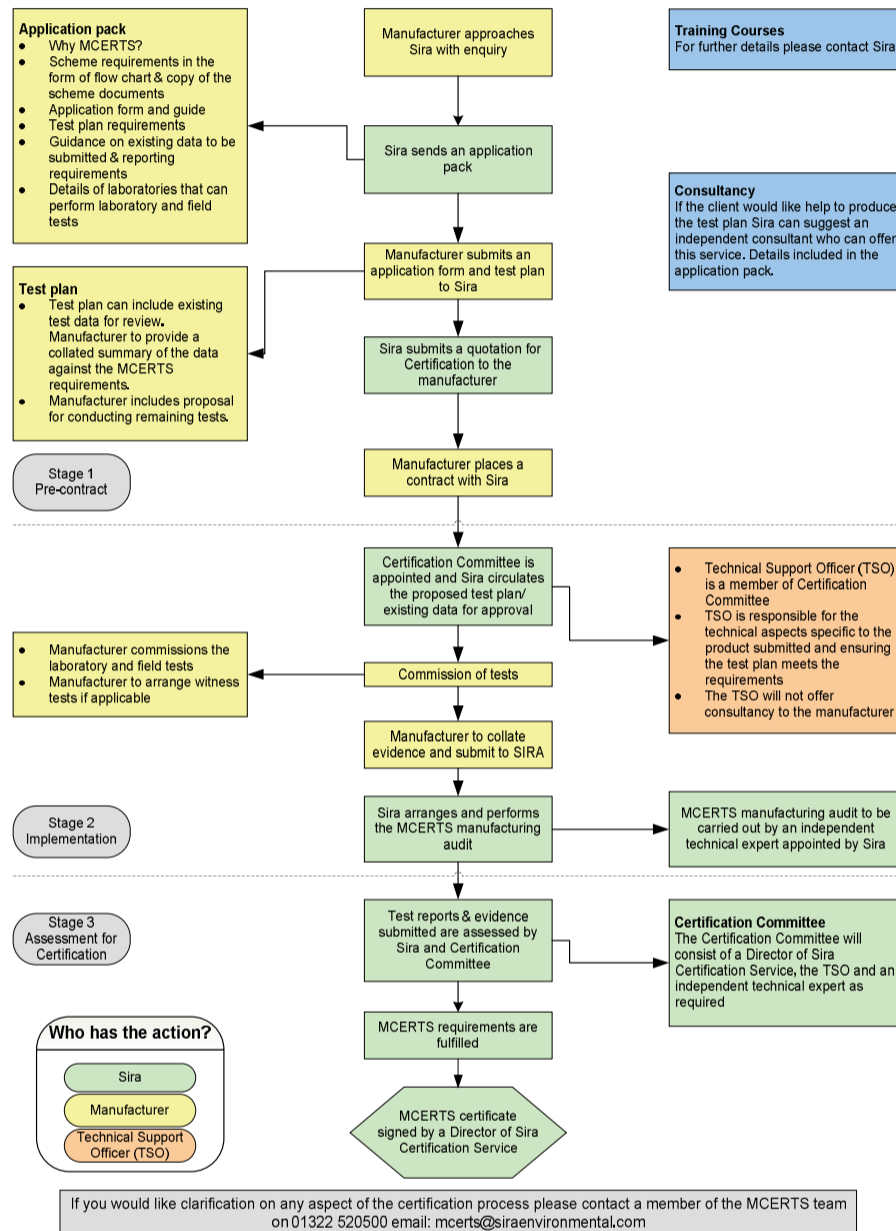 Application pack
• Why MCERTS?
• Scheme requirements in the
form of flow chart & copy of the
scheme documents
• Application form and guide
• Test plan requirements
• Guidance on existing data to be
submitted & reporting
requirements
• Details of laboratories that can
perform laboratory and field
tests
Manufacturer approaches
Sira with enquiry
Training Courses
For further details please contact Sira
Sira sends an application
pack
Consultancy
If the client would like help to produce
the test plan Sira can suggest an
independent consultant who can offer
this service. Details included in the
application pack.
Manufacturer submits an
application form and test plan
to Sira
Test plan
• Test plan can include existing
test data for review.
Manufacturer to provide a
collated summary of the data
against the MCERTS
requirements.
• Manufacturer includes proposal
for conducting remaining tests.
Sira submits a quotation for
Certification to the
manufacturer
Stage 1
Pre-contract
Manufacturer places a
contract with Sira
Certification Committee is
appointed and Sira circulates
the proposed test plan/
existing data for approval
• Technical Support Officer (TSO)
is a member of Certification
Committee
• TSO is responsible for the
technical aspects specific to the
product submitted and ensuring
the test plan meets the
requirements
• The TSO will not offer
consultancy to the manufacturer
• Manufacturer commissions the
laboratory and field tests
• Manufacturer to arrange witness
tests if applicable
Commission of tests
Manufacturer to collate
evidence and submit to SIRA
Stage 2
Implementation
Sira arranges and performs
the MCERTS manufacturing
audit
MCERTS manufacturing audit to be
carried out by an independent
technical expert appointed by Sira
Stage 3
Assessment for
Certification
Test reports & evidence
submitted are assessed by
Sira and Certification
Committee
Certification Committee
The Certification Committee will
consist of a Director of Sira
Certification Service, the TSO and an
independent technical expert as
required
MCERTS requirements are
fulfilled
Who has the action?
Sira
Manufacturer
Technical Support
Officer (TSO)
MCERTS certificate
signed by a Director of Sira
Certification Service
If you would like clarification on any aspect of the certification process please contact a member of the MCERTS team
on 01322 520500 email: mcerts@siraenvironmental.com